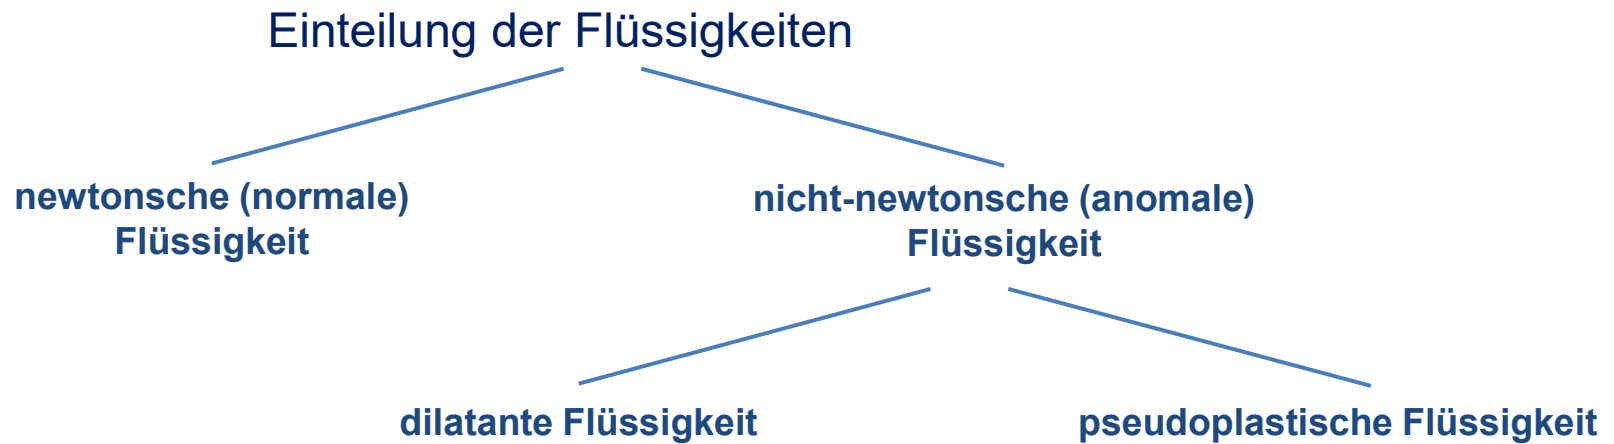 Einteilung der Flüssigkeiten
newtonsche (normale)
Flüssigkeit
nicht-newtonsche (anomale)
Flüssigkeit
dilatante Flüssigkeit
pseudoplastische Flüssigkeit